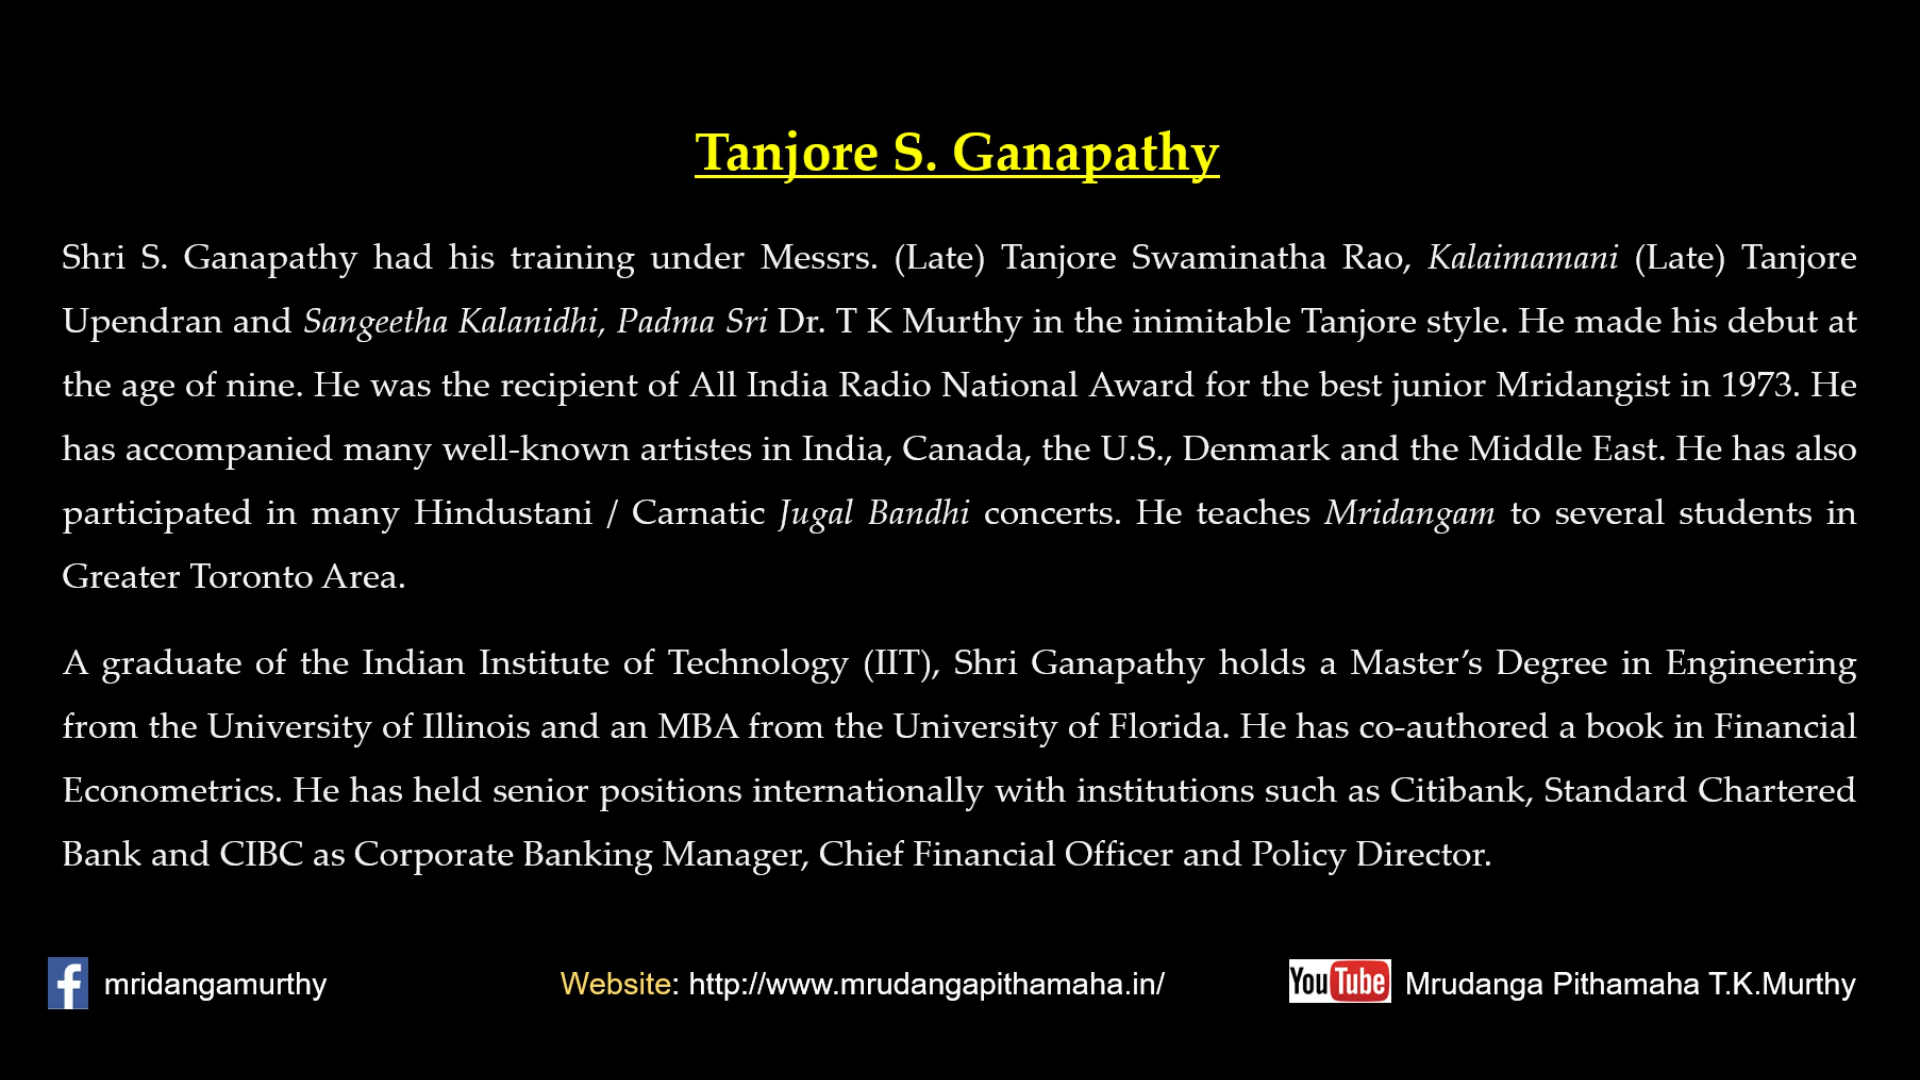 Tanjore S. Ganapathy
Shri S. Ganapathy had his training under Messrs. (Late) Tanjore Swaminatha Rao, Kalaimamani (Late) Tanjore
Upendran and Sangeetha Kalanidhi, Padma Sri Dr. T K Murthy in the inimitable Tanjore style. He made his debut at
the age of nine. He was the recipient of All India Radio National Award for the best junior Mridangist in 1973. He
has accompanied many well-known artistes in India, Canada, the U.S., Denmark and the Middle East. He has also
participated in many Hindustani / Carnatic Jugal Bandhi concerts. He teaches Mridangam to several students in
Greater Toronto Area.
A graduate of the Indian Institute of Technology (IIT), Shri Ganapathy holds a Master’s Degree in Engineering
from the University of Illinois and an MBA from the University of Florida. He has co-authored a book in Financial
Econometrics. He has held senior positions internationally with institutions such as Citibank, Standard Chartered
Bank and CIBC as Corporate Banking Manager, Chief Financial Officer and Policy Director.
f mridangamurthy
Website: http://www.mrudangapithamaha.in/
YouTube Mrudanga Pithamaha T.K.Murthy